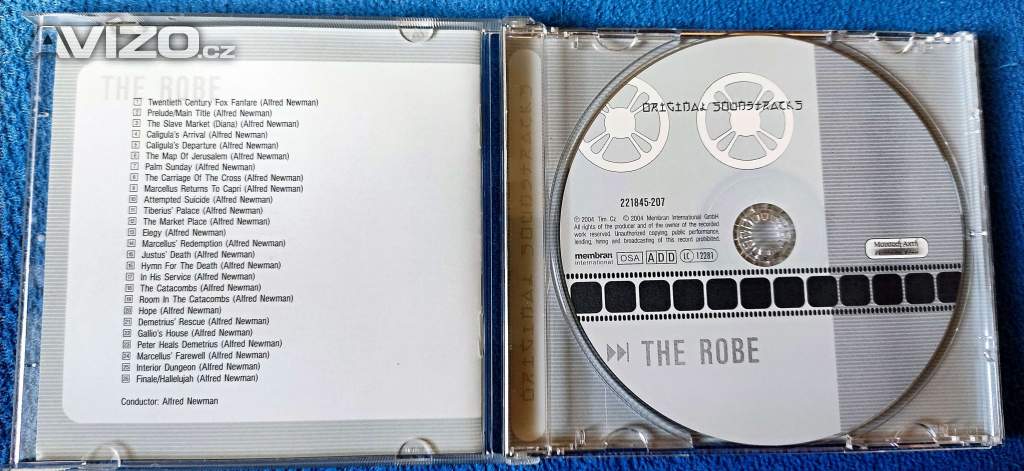 AVIZO.cz
THE ROBE
1 Twentieth Century Fox Fanfare (Alfred Newman)
2 Prelude/Main Title (Alfred Newman)
3 The Slave Market (Diana) (Alfred Newman)
4 Caligula's Arrival (Alfred Newman)
5 Caligula's Departure (Alfred Newman)
6 The Map Of Jerusalem (Alfred Newman)
7 Palm Sunday (Alfred Newman)
8 The Carriage Of The Cross (Alfred Newman)
9 Marcellus Returns To Capri (Alfred Newman)
10 Attempted Suicide (Alfred Newman)
11 Tiberius' Palace (Alfred Newman)
12 The Market Place (Alfred Newman)
13 Elegy (Alfred Newman)
14 Marcellus' Redemption (Alfred Newman)
15 Justus' Death (Alfred Newman)
16 Hymn For The Death (Alfred Newman)
17 In His Service (Alfred Newman)
18 The Catacombs (Alfred Newman)
19 Room In The Catacombs (Alfred Newman)
20 Hope (Alfred Newman)
21 Demetrius' Rescue (Alfred Newman)
22 Gallio's House (Alfred Newman)
23 Peter Heals Demetrius (Alfred Newman)
24 Marcellus' Farewell (Alfred Newman)
25 Interior Dungeon (Alfred Newman)
26 Finale/Hallelujah (Alfred Newman)
Conductor: Alfred Newman
ORIGINAL SOUNDTRACKS
ORIGINAL SOUNDTRACKS
221845-207
℗ 2004 Tim.Cz © 2004 Membran International GmbH
All rights of the producer and of the owner of the recorded
work reserved. Unauthorized copying, public performance,
lending, hiring and broadcasting of this record prohibited.
membran
international
OSA
ADD
LC 12281
THE ROBE